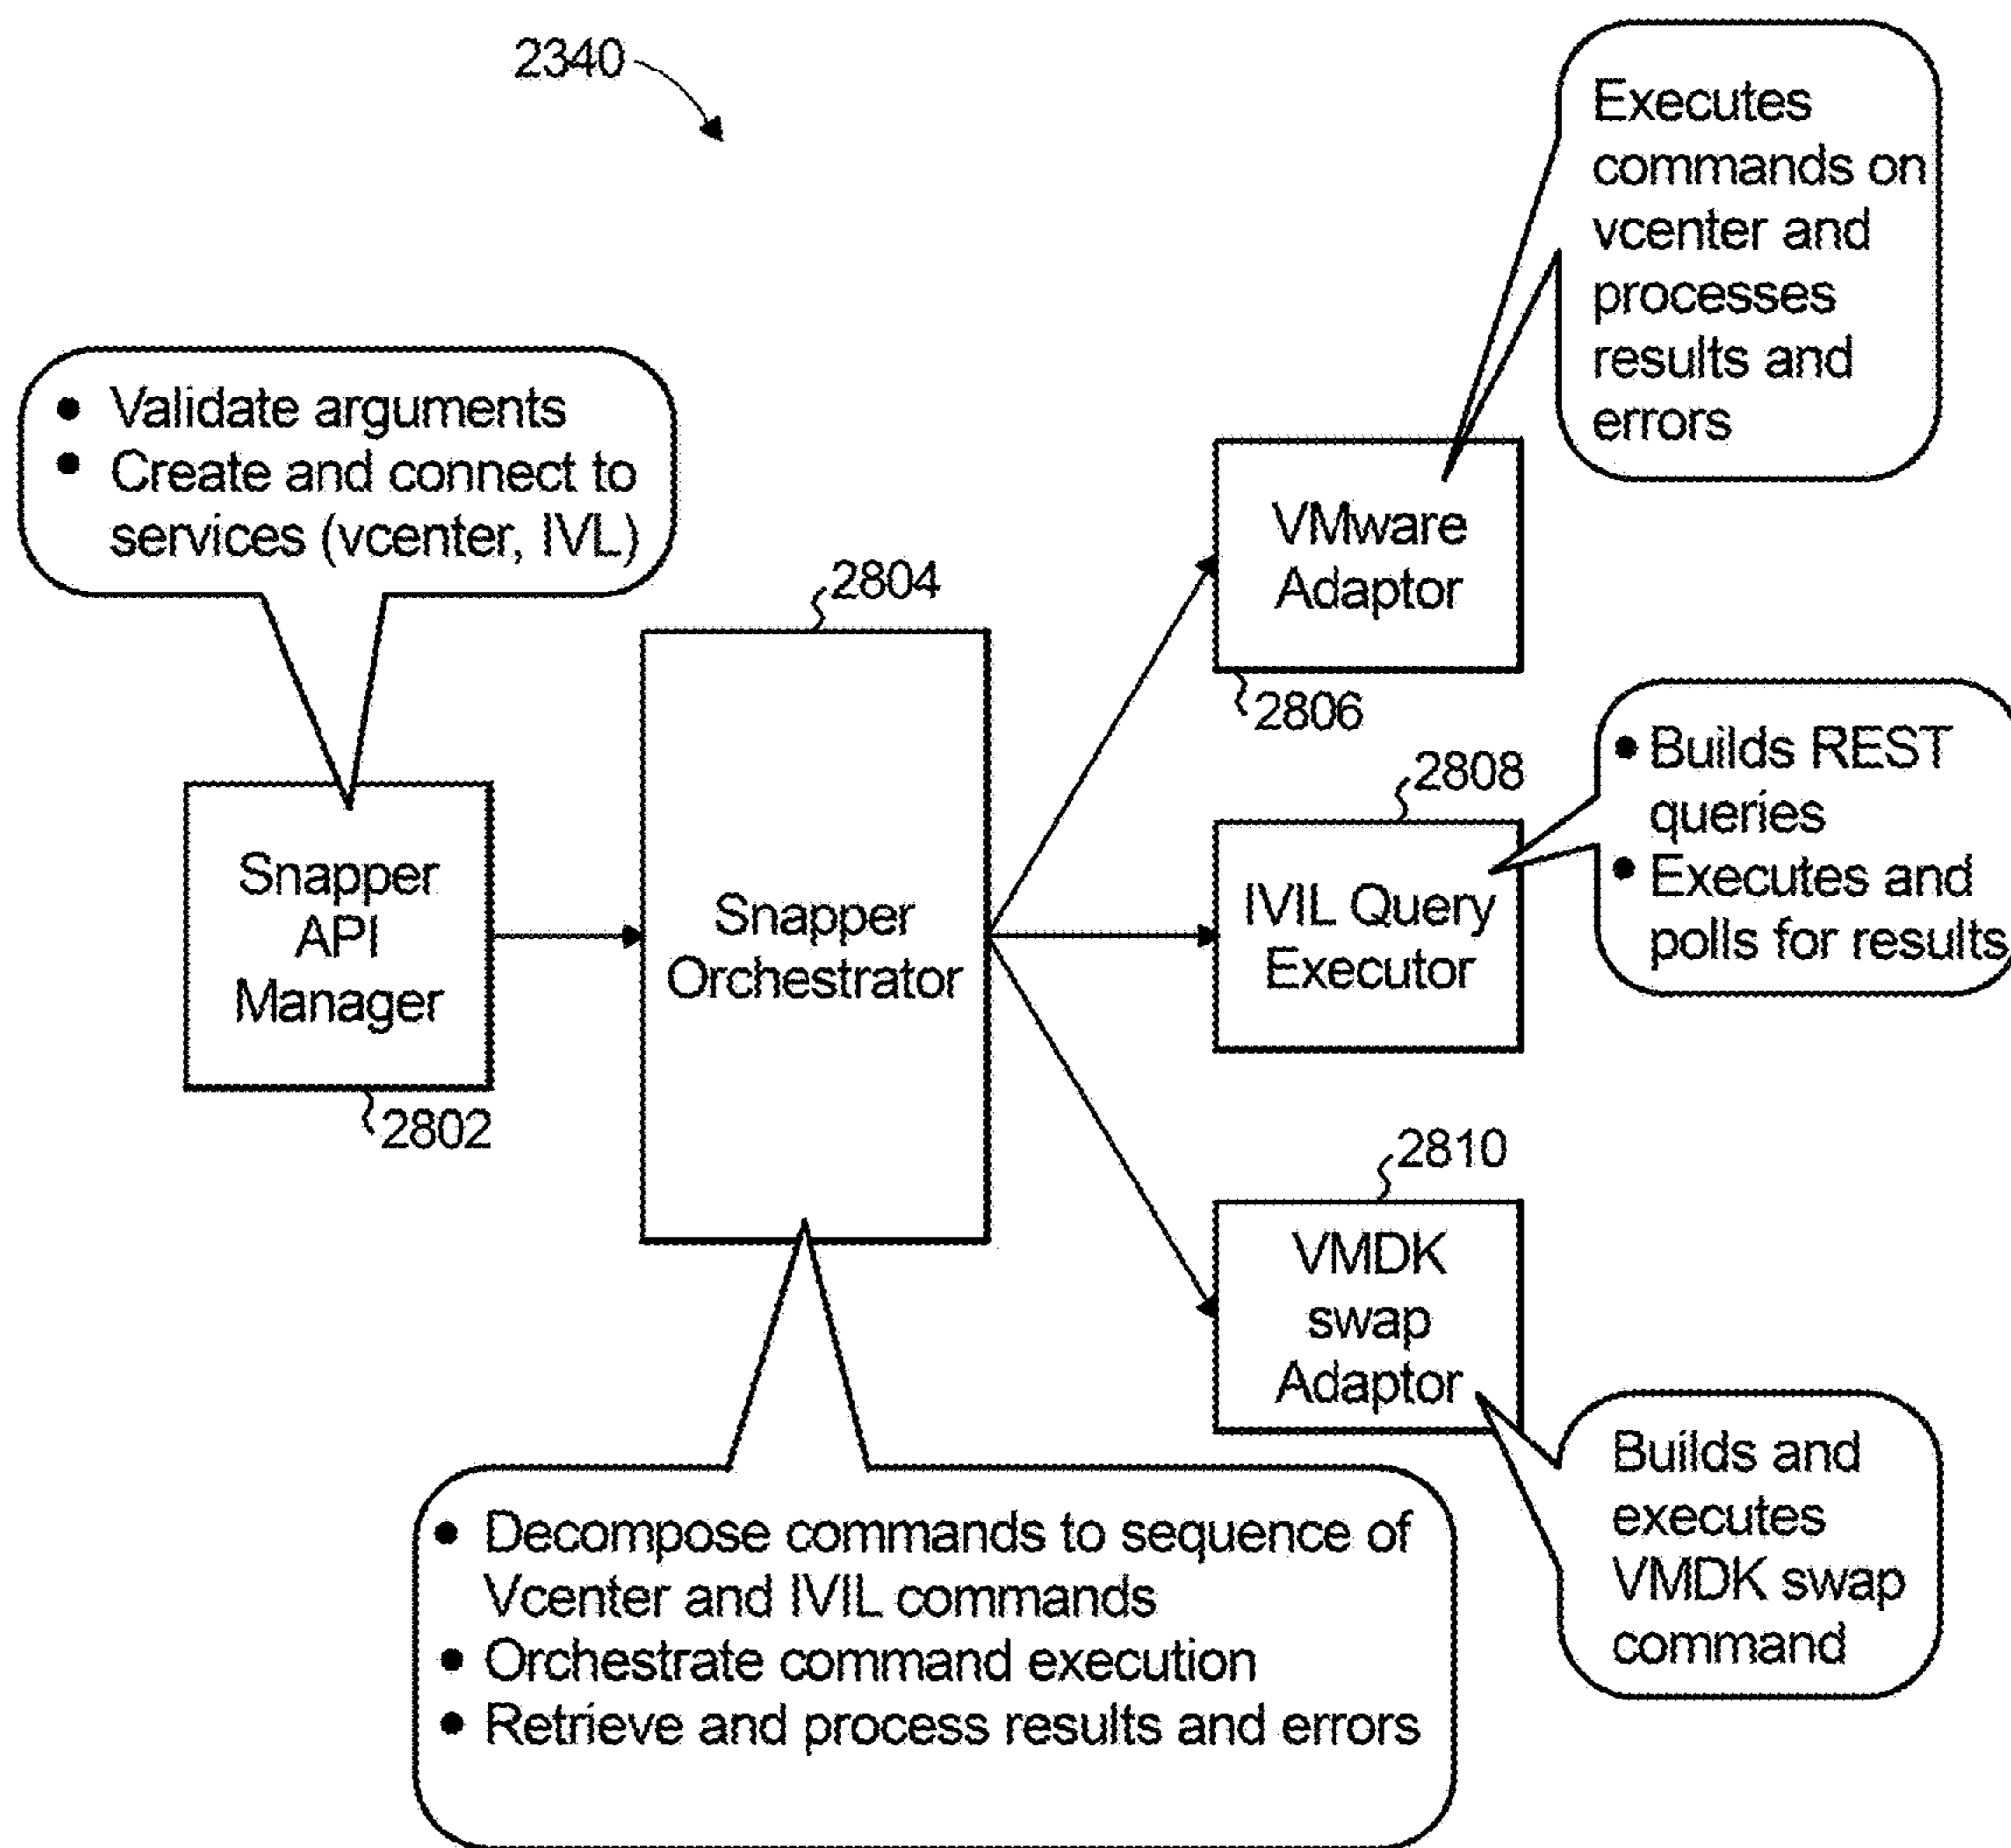 2340
Executes
commands on
vcenter and
processes
results and
errors
• Validate arguments
• Create and connect to
services (vcenter, IVL)
2804
VMware
Adaptor
2806
• Builds REST
queries
• Executes and
polls for results
2808
Snapper
API
Manager
2802
Snapper
Orchestrator
IVIL Query
Executor
2810
VMDK
swap
Adaptor
Builds and
executes
VMDK swap
command
• Decompose commands to sequence of
Vcenter and IVIL commands
• Orchestrate command execution
• Retrieve and process results and errors